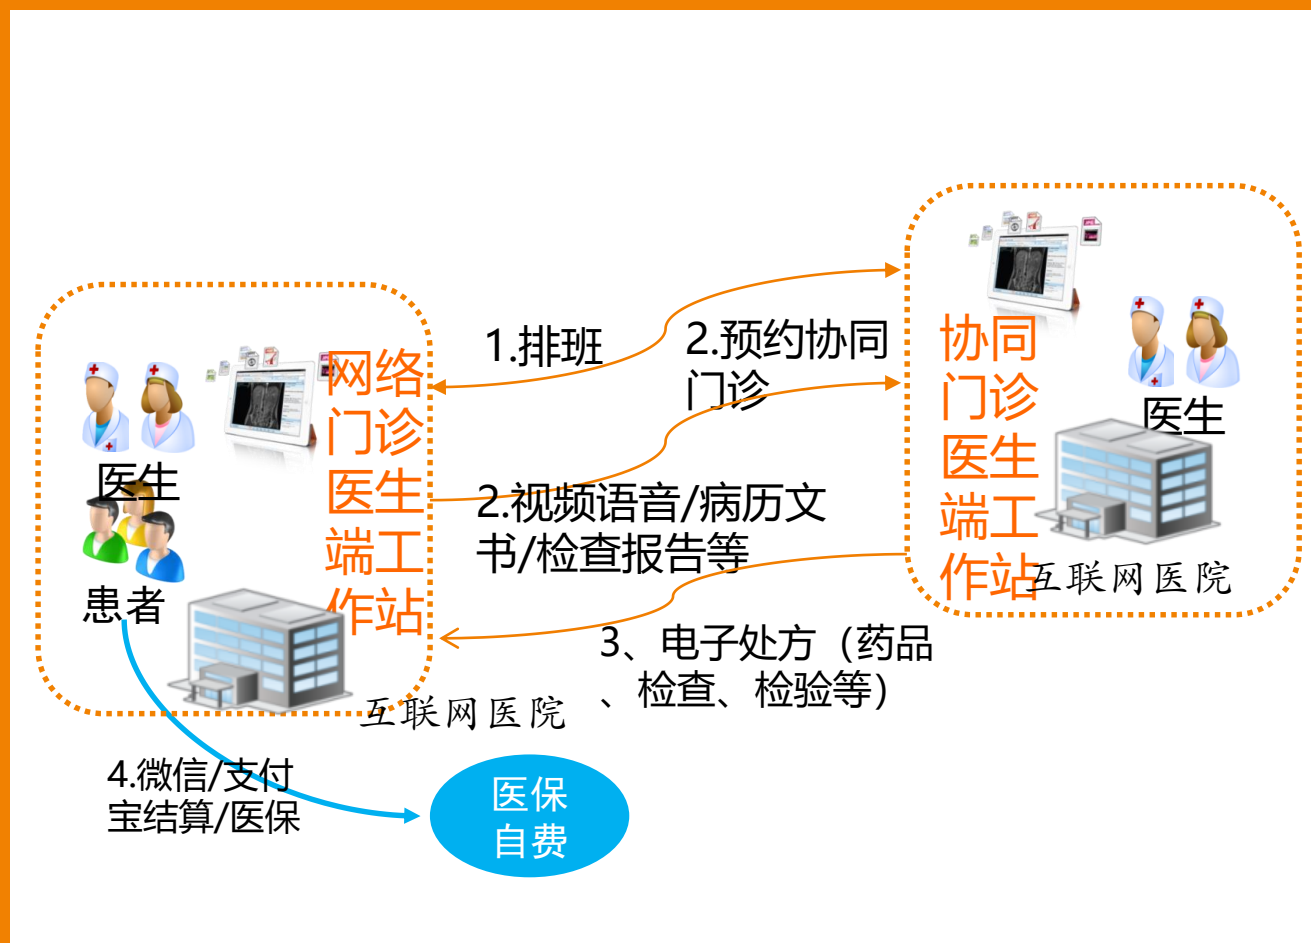 1.排班
2.预约协同
门诊
网络
门诊
医生
端工
作站
医生
患者
互联网医院
2.视频语音/病历文
书/检查报告等
协同
门诊
医生
端工
作站
医生
互联网医院
3、电子处方（药品
、检查、检验等）
4.微信/支付
宝结算/医保
医保
自费